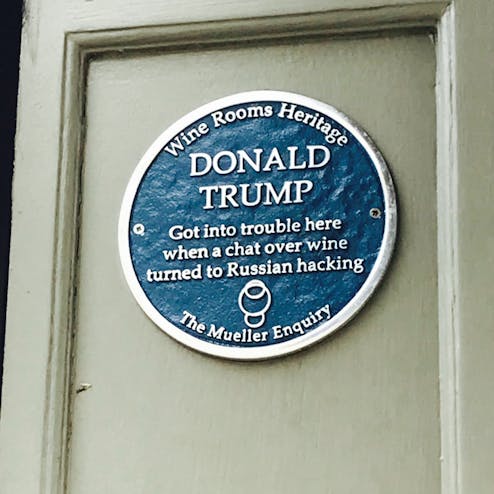 Wine Rooms Heritage
DONALD
TRUMP
Got into trouble here
when a chat over wine
turned to Russian hacking
The Mueller Enquiry